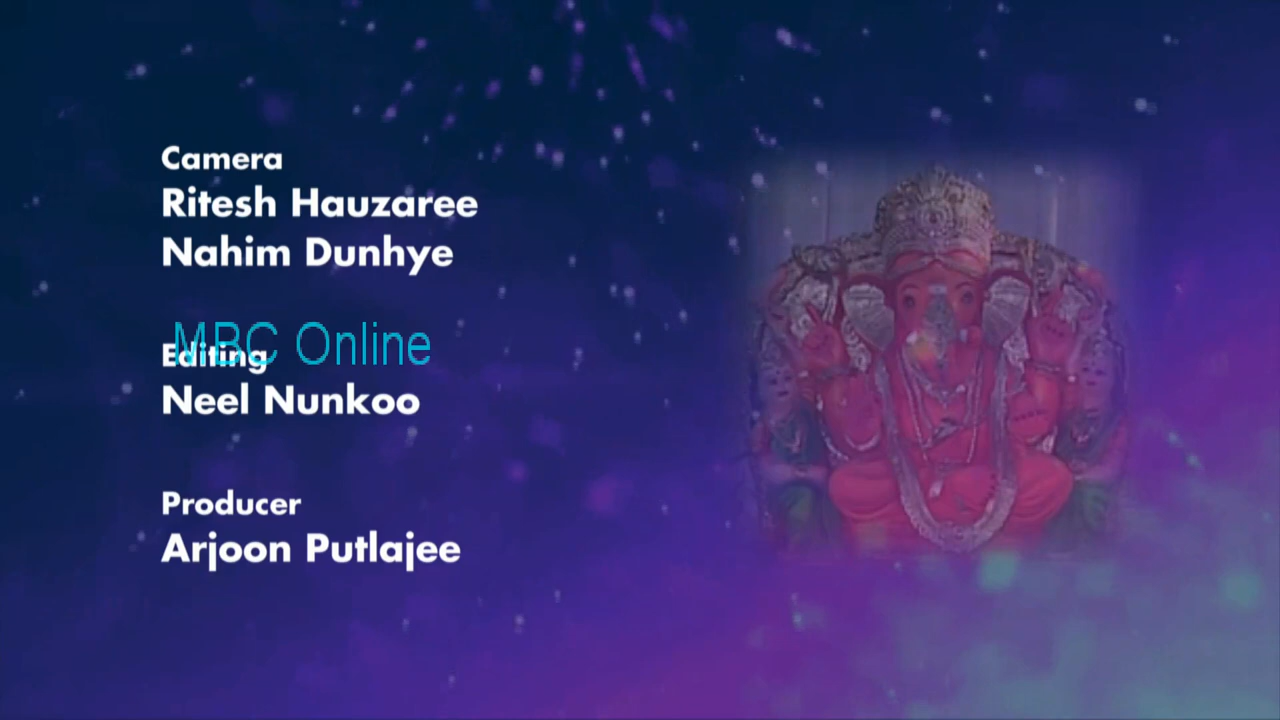 Camera
Ritesh Hauzaree
Nahim Dunhye
MBC Online
Editing
Neel Nunkoo
Producer
Arjoon Putlajee